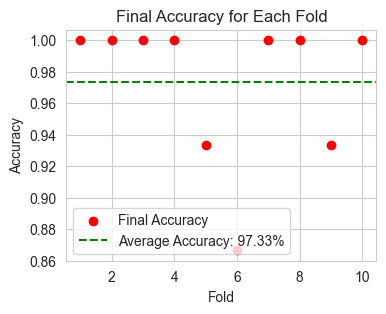 Final Accuracy for Each Fold
1.00
0.98
0.96
0.94
0.92
0.90
0.88
0.86
Accuracy
Final Accuracy
Average Accuracy: 97.33%
2 4 6 8 10
Fold